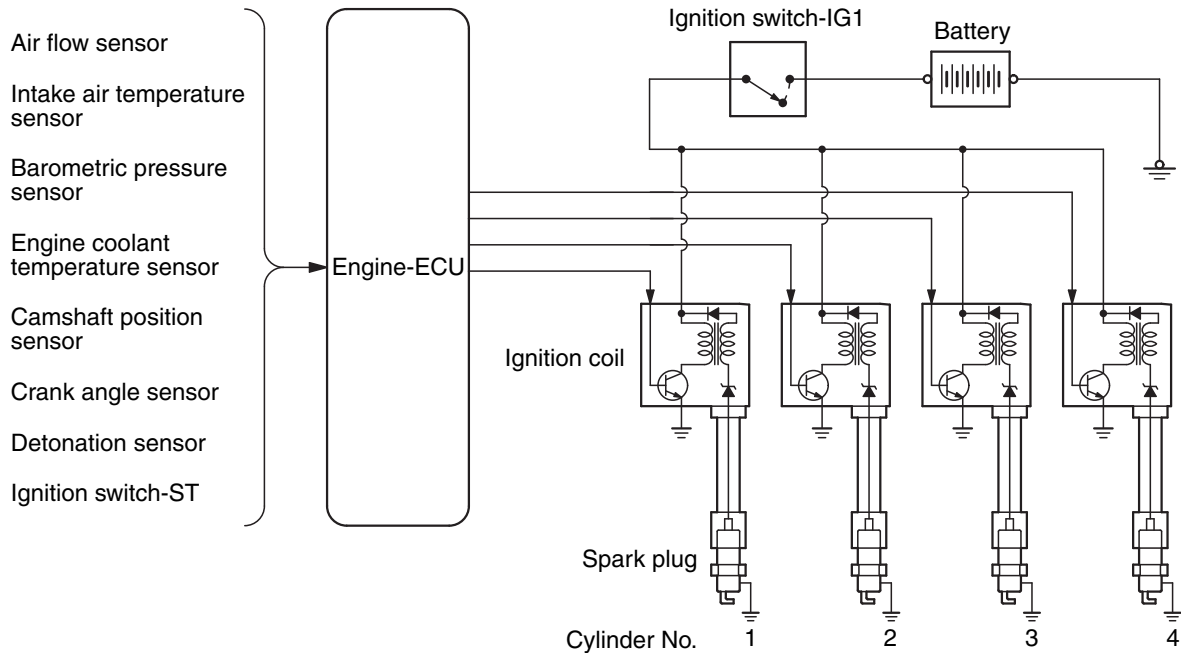 Air flow sensor
Intake air temperature
sensor
Barometric pressure
sensor
Engine coolant
temperature sensor
Camshaft position
sensor
Crank angle sensor
Detonation sensor
Ignition switch-ST
Engine-ECU
Ignition switch-IG1
Battery
Ignition coil
Spark plug
Cylinder No. 1 2 3 4